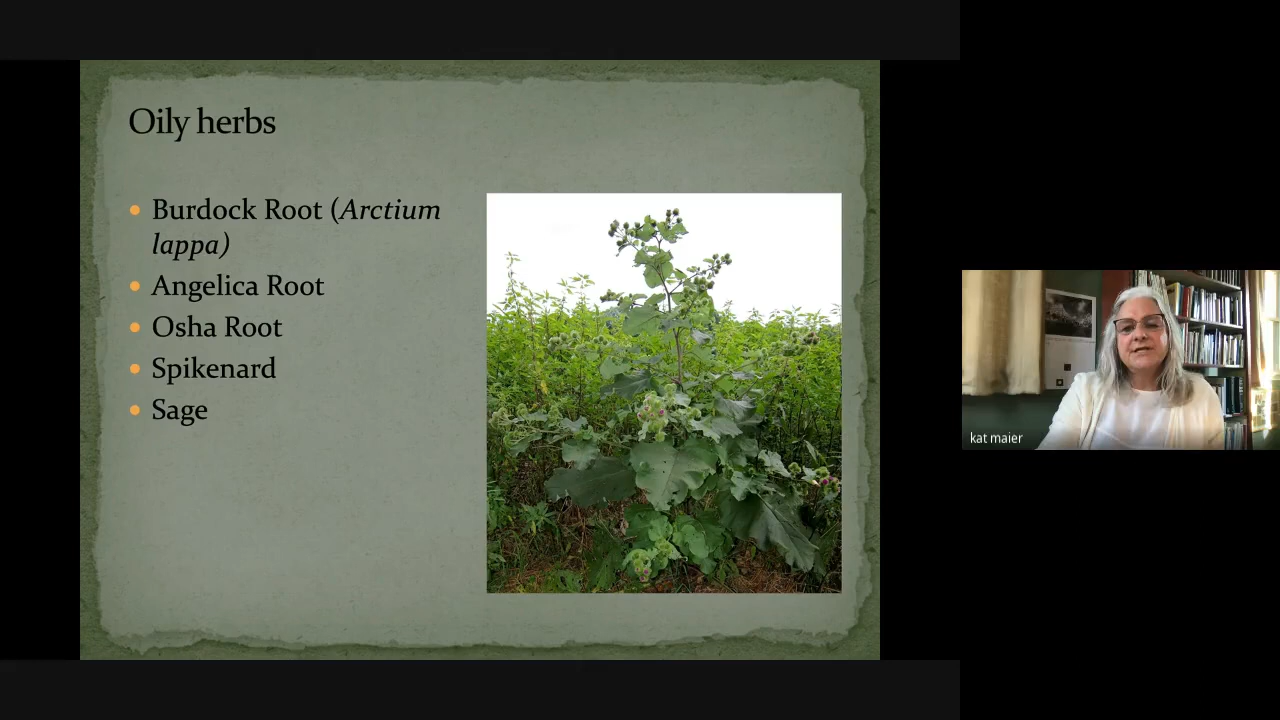 Oily herbs
Burdock Root (Arctium
lappa)
Angelica Root
Osha Root
Spikenard
Sage
kat maier